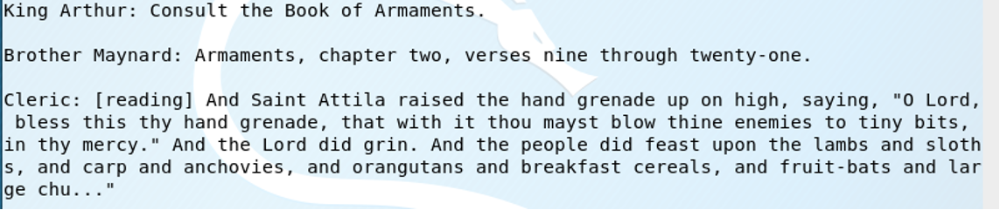 King Arthur: Consult the Book of Armaments.
Brother Maynard: Armaments, chapter two, verses nine through twenty-one.
Cleric: [reading] And Saint Attila raised the hand grenade up on high, saying, "O Lord,
bless this thy hand grenade, that with it thou mayst blow thine enemies to tiny bits,
in thy mercy." And the Lord did grin. And the people did feast upon the lambs and sloth
s, and carp and anchovies, and orangutans and breakfast cereals, and fruit-bats and lar
ge chu..."